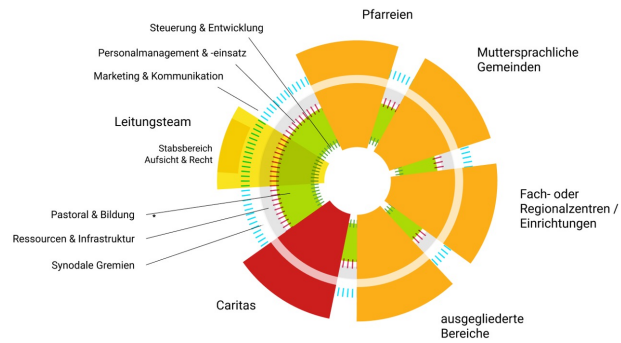 Pfarreien
Steuerung & Entwicklung
Personalmanagement & -einsatz
Marketing & Kommunikation
Muttersprachliche
Gemeinden
Leitungsteam
Stabsbereich
Aufsicht & Recht
Fach- oder
Regionalzentren /
Einrichtungen
Pastoral & Bildung
Ressourcen & Infrastruktur
Synodale Gremien
Caritas
ausgegliederte
Bereiche